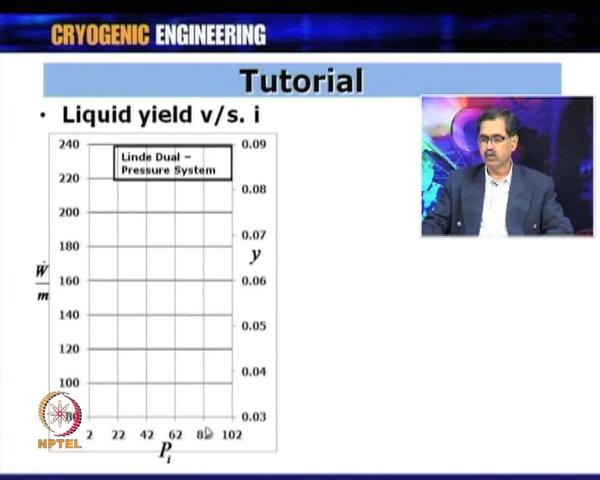 CRYOGENIC ENGINEERING
Tutorial
• Liquid yield v/s. i
Linde Dual –
Pressure System
240
220
200
180
160
140
120
100
80
0.09
0.08
0.07
0.06
0.05
0.04
0.03
Ẇ
m
y
2 22 42 62 82 102
Pi
NPTEL